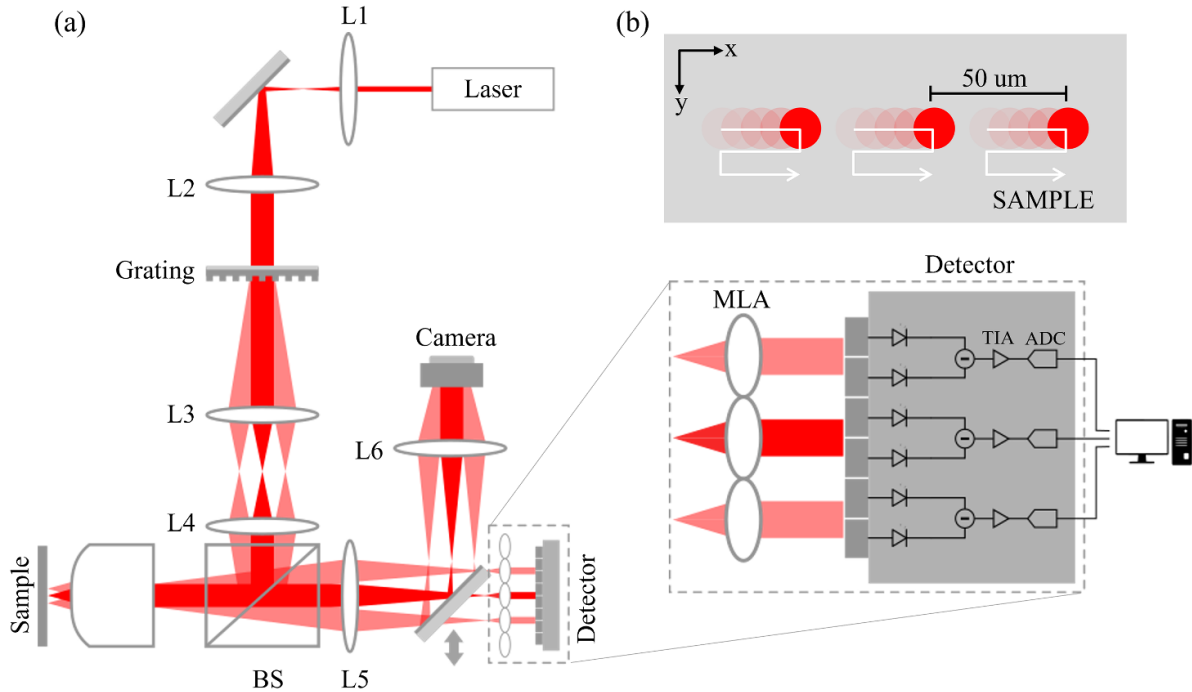 (a)
L1
Laser
L2
Grating
L3
L4
Camera
L6
Sample
BS
L5
Detector
(b)
x
y
50 um
SAMPLE
Detector
MLA
TIA
ADC